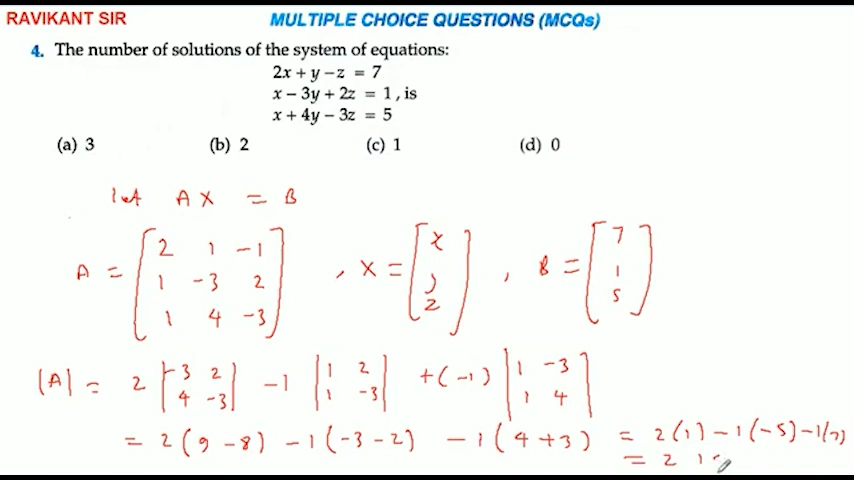 RAVIKANT SIR
MULTIPLE CHOICE QUESTIONS (MCQs)
4. The number of solutions of the system of equations:
2x + y − z = 7
x − 3y + 2z = 1 , is
x + 4y − 3z = 5
(a) 3 (b) 2 (c) 1 (d) 0
let AX = B
A = [ 2 1 −1 ; 1 −3 2 ; 1 4 −3 ] , X = [ x ; y ; z ] , B = [ 7 ; 1 ; 5 ]
|A| = 2 | −3 2 ; 4 −3 | − 1 | 1 2 ; 1 −3 | + (−1) | 1 −3 ; 1 4 |
= 2(9 − 8) − 1(−3 − 2) − 1(4 + 3) = 2(1) − 1(−5) − 1(7)
= 2